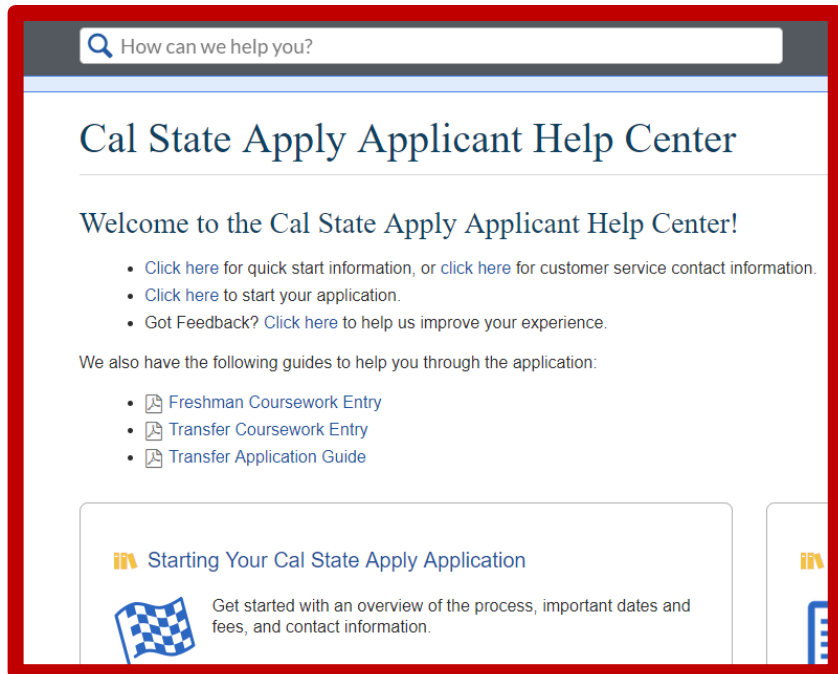 How can we help you?
Cal State Apply Applicant Help Center
Welcome to the Cal State Apply Applicant Help Center!
Click here for quick start information, or click here for customer service contact information.
Click here to start your application.
Got Feedback? Click here to help us improve your experience.
We also have the following guides to help you through the application:
Freshman Coursework Entry
Transfer Coursework Entry
Transfer Application Guide
Starting Your Cal State Apply Application
Get started with an overview of the process, important dates and
fees, and contact information.